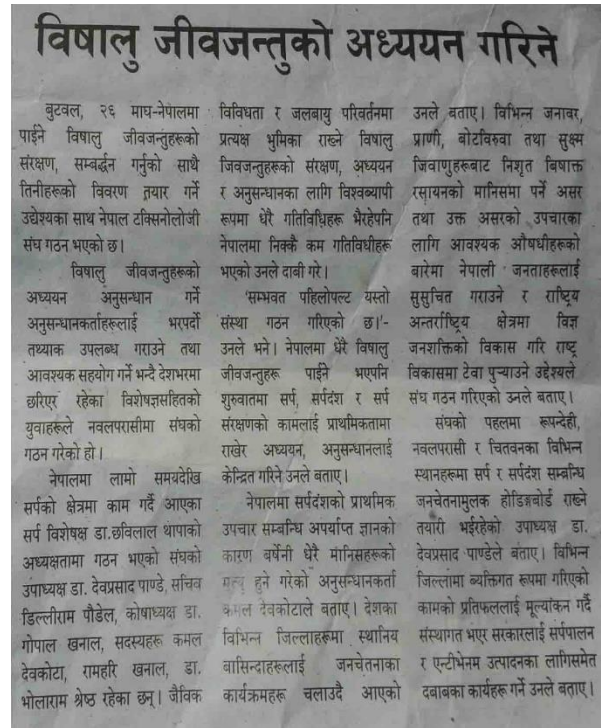 विषालु जीवजन्तुको अध्ययन गरिने
बुटवल, २६ माघ-नेपालमा
पाईने विषालु जीवजन्तुहरूको
संरक्षण, सम्बर्द्धन गर्नुको साथै
तिनीहरूको विवरण तयार गर्ने
उद्येश्यका साथ नेपाल टक्सिनोलोजी
संघ गठन भएको छ।
विषालु जीवजन्तुहरूको
अध्ययन अनुसन्धान गर्ने
अनुसन्धानकर्ताहरूलाई भरपर्दो
तथ्याक उपलब्ध गराउने तथा
आवश्यक सहयोग गर्ने भन्दै देशभरमा
छरिएर रहेका विशेषज्ञसहितको
युवाहरूले नवलपरासीमा संघको
गठन गरेको हो।
नेपालमा लामो समयदेखि
सर्पको क्षेत्रमा काम गर्दै आएका
सर्प विशेषज्ञ डा.छविलाल थापाको
अध्यक्षतामा गठन भएको संघको
उपाध्यक्ष डा. देवप्रसाद पाण्डे, सचिव
डिल्लीराम पौडेल, कोषाध्यक्ष डा.
गोपाल खनाल, सदस्यहरू कमल
देवकोटा, रामहरि खनाल, डा.
भोलाराम श्रेष्ठ रहेका छन्। जैविक
विविधता र जलबायु परिवर्तनमा
प्रत्यक्ष भुमिका राख्ने विषालु
जिवजन्तुहरूको संरक्षण, अध्ययन
र अनुसन्धानका लागि विश्वव्यापी
रूपमा धेरै गतिविधिहरू भैरहेपनि
नेपालमा निक्कै कम गतिविधीहरू
भएको उनले दाबी गरे।
'सम्भवत पहिलोपल्ट यस्तो
संस्था गठन गरिएको छ।'-
उनले भने। नेपालमा धेरै विषालु
जीवजन्तुहरू पाईने भएपनि
शुरुवातमा सर्प, सर्पदंश र सर्प
संरक्षणको कामलाई प्राथमिकतामा
राखेर अध्ययन, अनुसन्धानलाई
केन्द्रित गरिने उनले बताए।
नेपालमा सर्पदंशको प्राथमिक
उपचार सम्बन्धि अपर्याप्त ज्ञानको
कारण बर्षेनी धेरै मानिसहरूको
मृत्यु हुने गरेको अनुसन्धानकर्ता
कमल देवकोटाले बताए। देशका
विभिन्न जिल्लाहरूमा स्थानिय
बासिन्दाहरूलाई जनचेतनाका
कार्यक्रमहरू चलाउदै आएको
उनले बताए। विभिन्न जनावर,
प्राणी, बोटविरुवा तथा सुक्ष्म
जिवाणुहरूबाट निशृत बिषाक्त
रसायनको मानिसमा पर्ने असर
तथा उक्त असरको उपचारका
लागि आवश्यक औषधीहरूको
बारेमा नेपाली जनताहरूलाई
सुसुचित गराउने र राष्ट्रिय
अन्तर्राष्ट्रिय क्षेत्रमा विज्ञ
जनशक्तिको विकास गरि राष्ट्र
विकासमा टेवा पुऱ्याउने उद्देश्यले
संघ गठन गरिएको उनले बताए।
संघको पहलमा रूपन्देही,
नवलपरासी र चितवनका विभिन्न
स्थानहरूमा सर्प र सर्पदंश सम्बन्धि
जनचेतनामुलक होडिङबोर्ड राख्ने
तयारी भईरहेको उपाध्यक्ष डा.
देवप्रसाद पाण्डेले बताए। विभिन्न
जिल्लामा ब्यक्तिगत रूपमा गरिएको
कामको प्रतिफललाई मूल्यांकन गर्दै
संस्थागत भएर सरकारलाई सर्पपालन
र एन्टीभेनम उत्पादनका लागिसमेत
दबाबका कार्यहरू गर्ने उनले बताए।